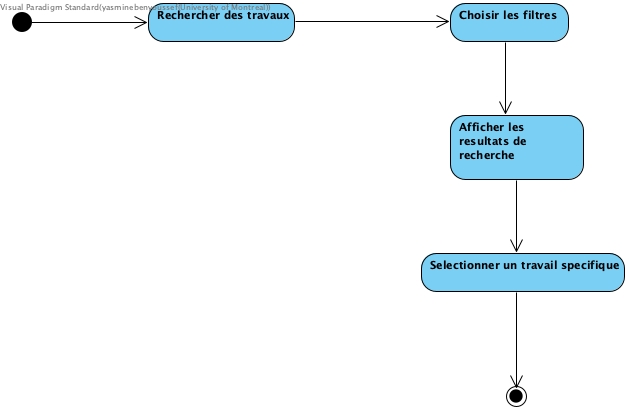 Visual Paradigm Standard(yasminebenyoussef(University of Montreal))
Rechercher des travaux
Choisir les filtres
Afficher les
resultats de
recherche
Selectionner un travail specifique